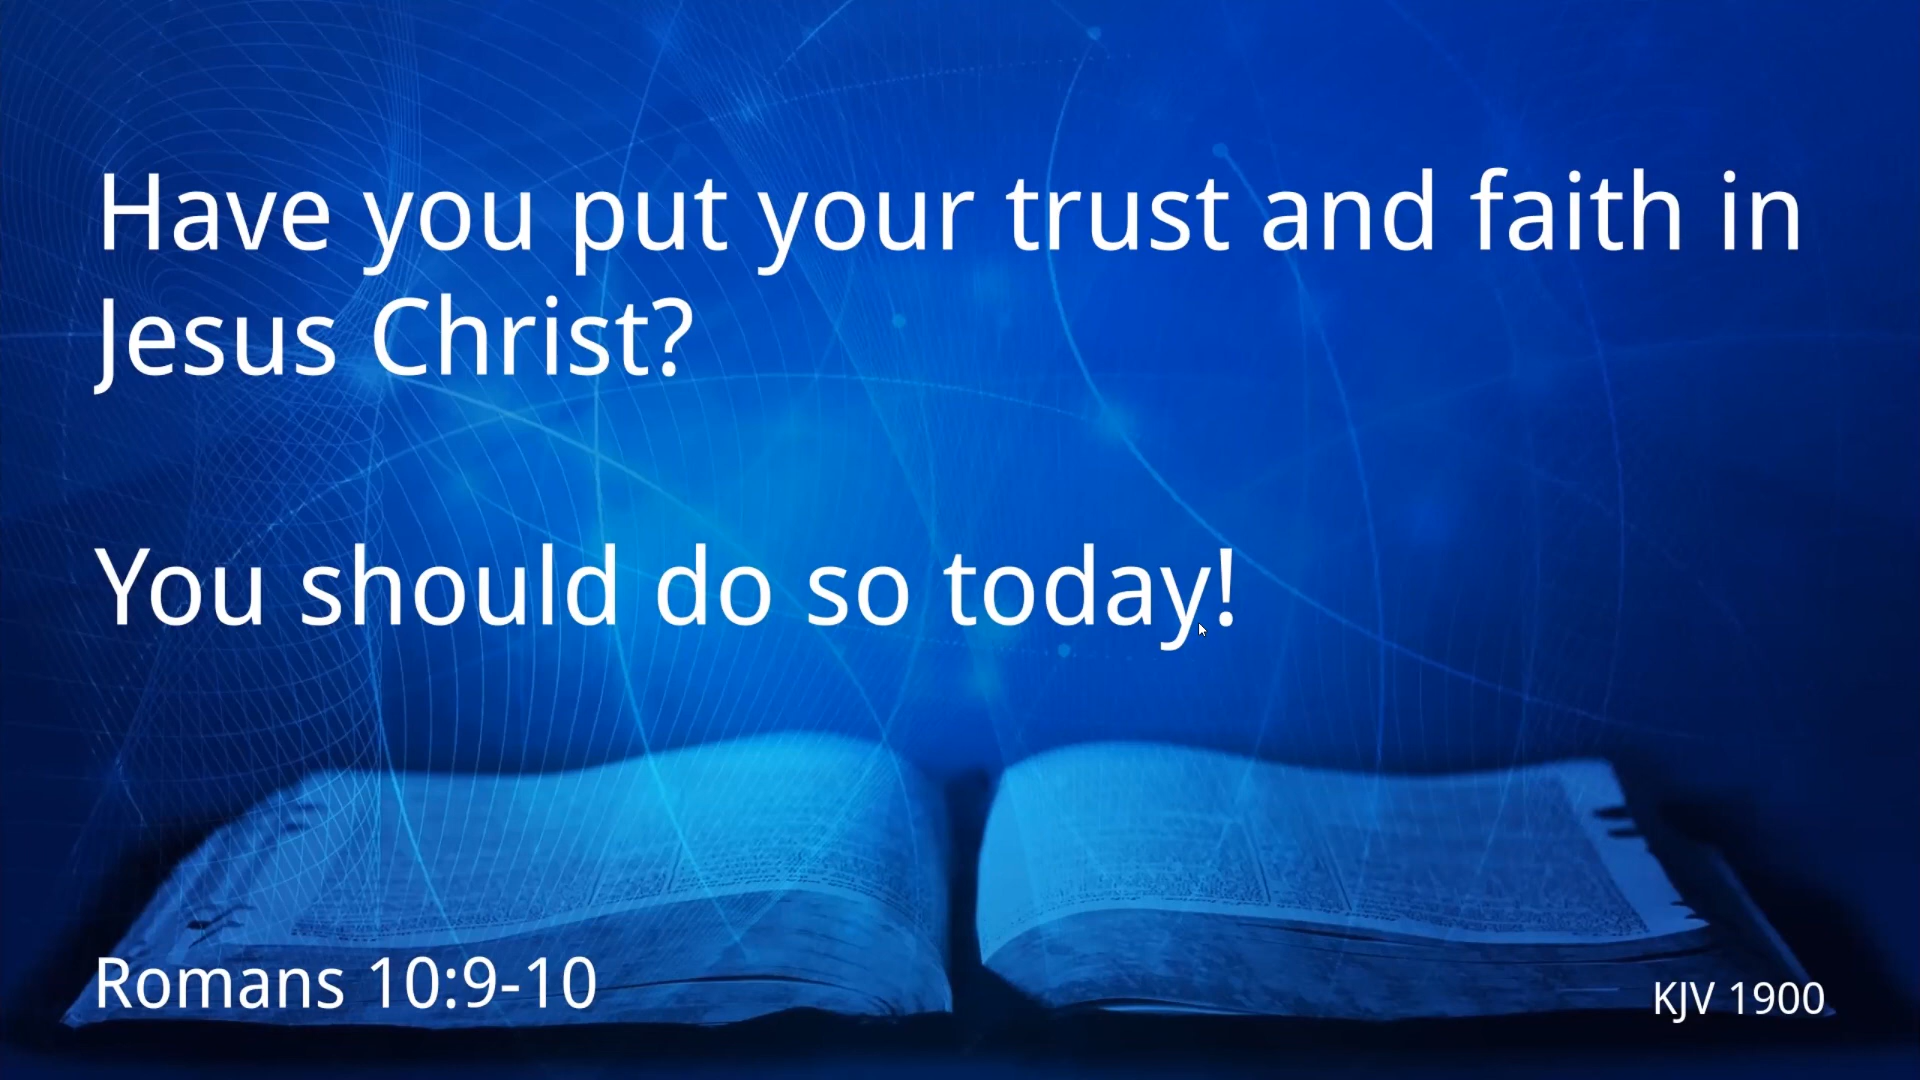 Have you put your trust and faith in
Jesus Christ?
You should do so today!
Romans 10:9-10
KJV 1900